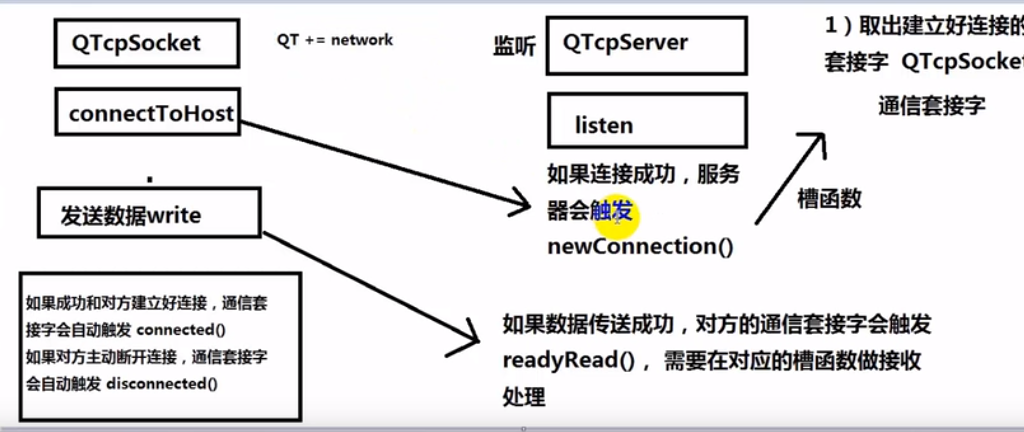 QTcpSocket
QT += network
connectToHost
发送数据write
如果成功和对方建立好连接，通信套
接字会自动触发 connected()
如果对方主动断开连接，通信套接字
会自动触发 disconnected()
监听
QTcpServer
listen
如果连接成功，服务
器会触发
newConnection()
槽函数
1）取出建立好连接的
套接字 QTcpSocket
通信套接字
如果数据传送成功，对方的通信套接字会触发
readyRead()， 需要在对应的槽函数做接收
处理